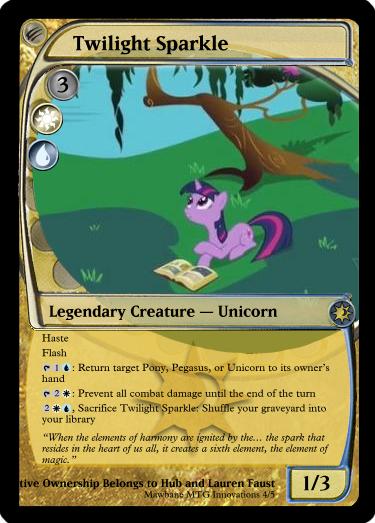 Twilight Sparkle
3
Legendary Creature — Unicorn
Haste
Flash
1 : Return target Pony, Pegasus, or Unicorn to its owner's
hand
2 : Prevent all combat damage until the end of the turn
2 , Sacrifice Twilight Sparkle: Shuffle your graveyard into
your library
“When the elements of harmony are ignited by the... the spark that
resides in the heart of us all, it creates a sixth element, the element of
magic.”
tive Ownership Belongs to Hub and Lauren Faust
Mawbane MTG Innovations 4/5
1/3